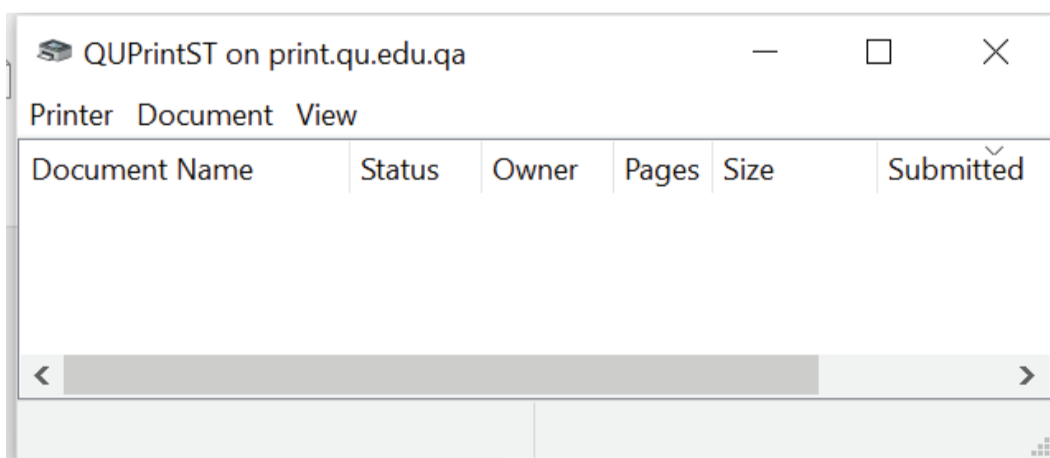 QUPrintST on print.qu.edu.qa
Printer Document View
Document Name Status Owner Pages Size Submitted